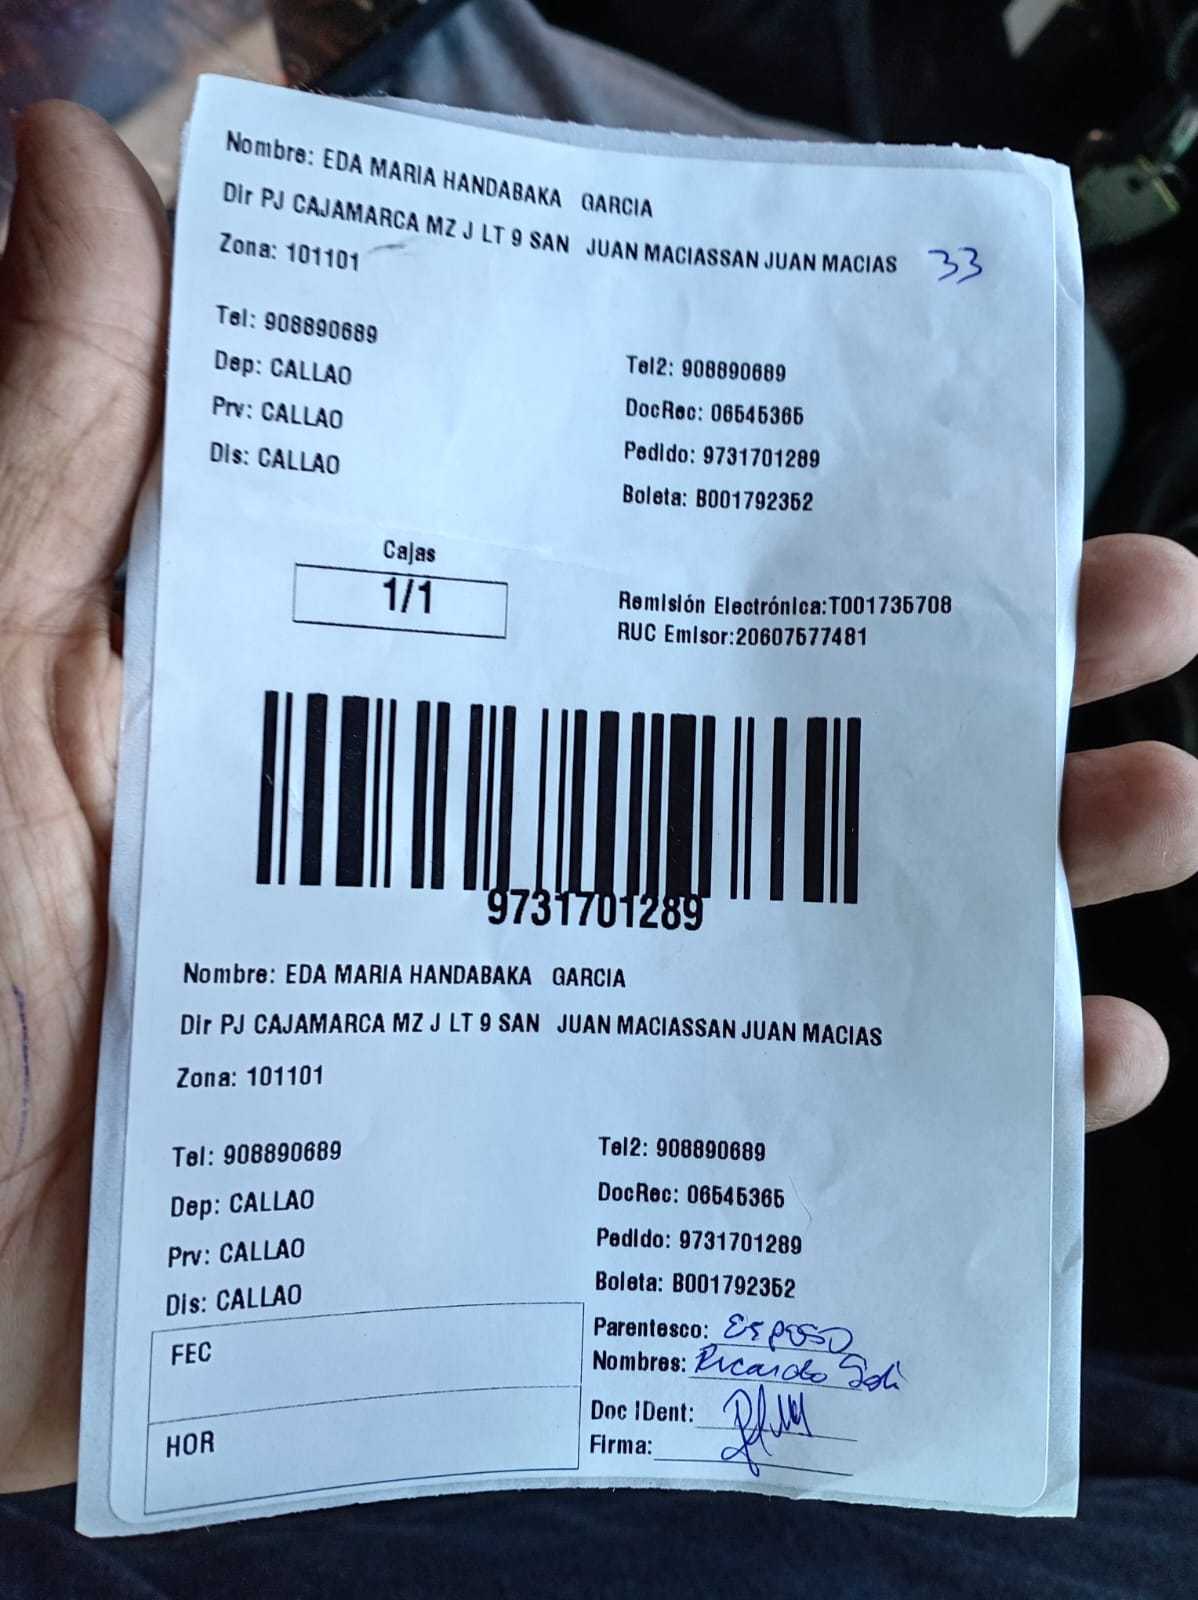 Nombre: EDA MARIA HANDABAKA GARCIA
Dir PJ CAJAMARCA MZ J LT 9 SAN JUAN MACIASSAN JUAN MACIAS 33
Zona: 101101
Tel: 908890689
Tel2: 908890689
Dep: CALLAO
DocRec: 06545365
Prv: CALLAO
Pedido: 9731701289
Dis: CALLAO
Boleta: B001792352
Cajas
1/1
Remisión Electrónica:T001735708
RUC Emisor:20607577481
9731701289
Nombre: EDA MARIA HANDABAKA GARCIA
Dir PJ CAJAMARCA MZ J LT 9 SAN JUAN MACIASSAN JUAN MACIAS
Zona: 101101
Tel: 908890689
Tel2: 908890689
Dep: CALLAO
DocRec: 06545365
Prv: CALLAO
Pedido: 9731701289
Dis: CALLAO
Boleta: B001792352
FEC
Parentesco: ESPOSO
Nombres: Ricardo
HOR
Doc IDent:
Firma: